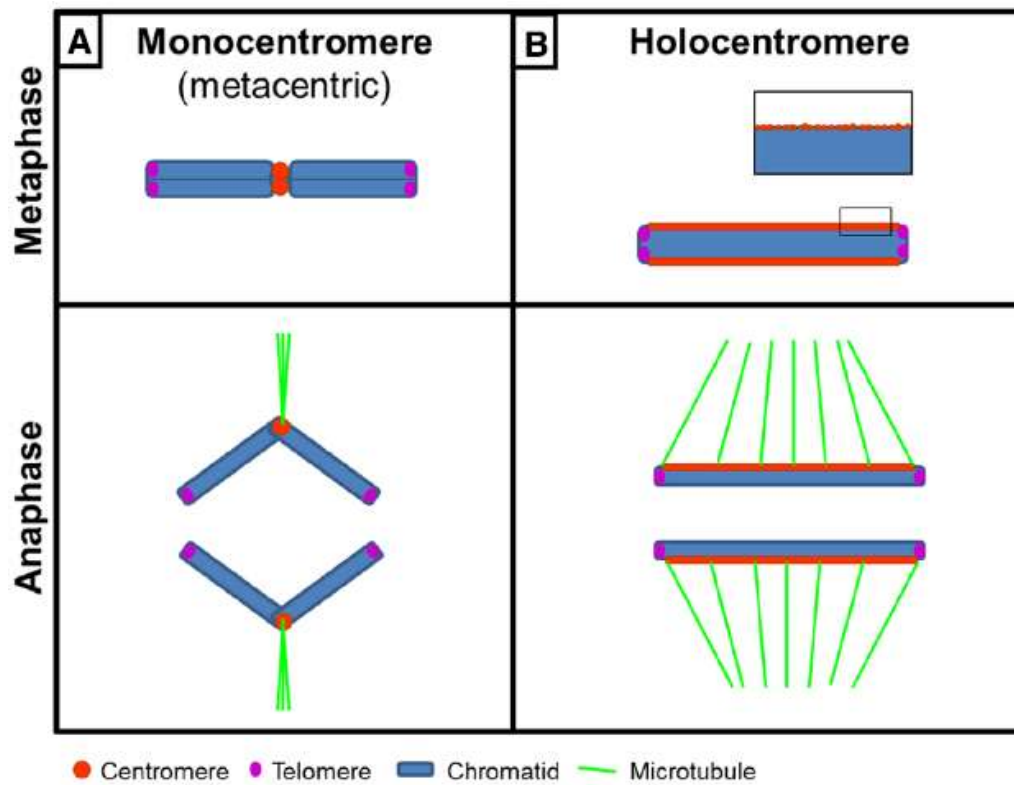 A
Monocentromere
(metacentric)
B
Holocentromere
Metaphase
Anaphase
Centromere
Telomere
Chromatid
Microtubule